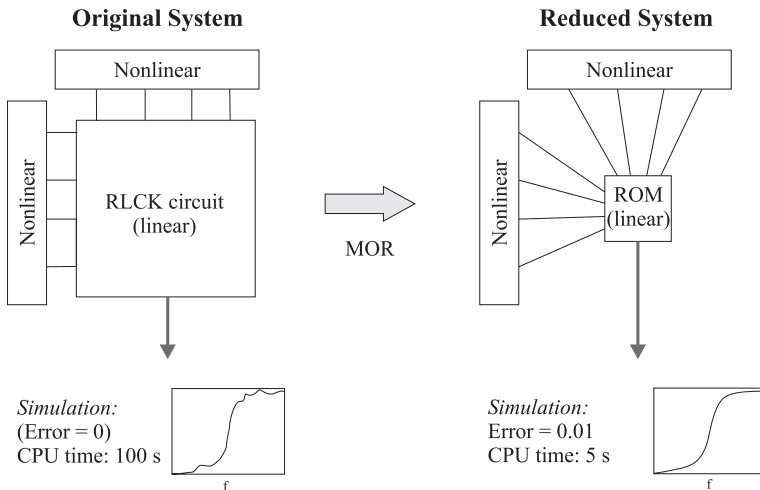 Original System
Nonlinear
Nonlinear
RLCK circuit
(linear)
Simulation:
(Error = 0)
CPU time: 100 s
f
MOR
Reduced System
Nonlinear
Nonlinear
ROM
(linear)
Simulation:
Error = 0.01
CPU time: 5 s
f